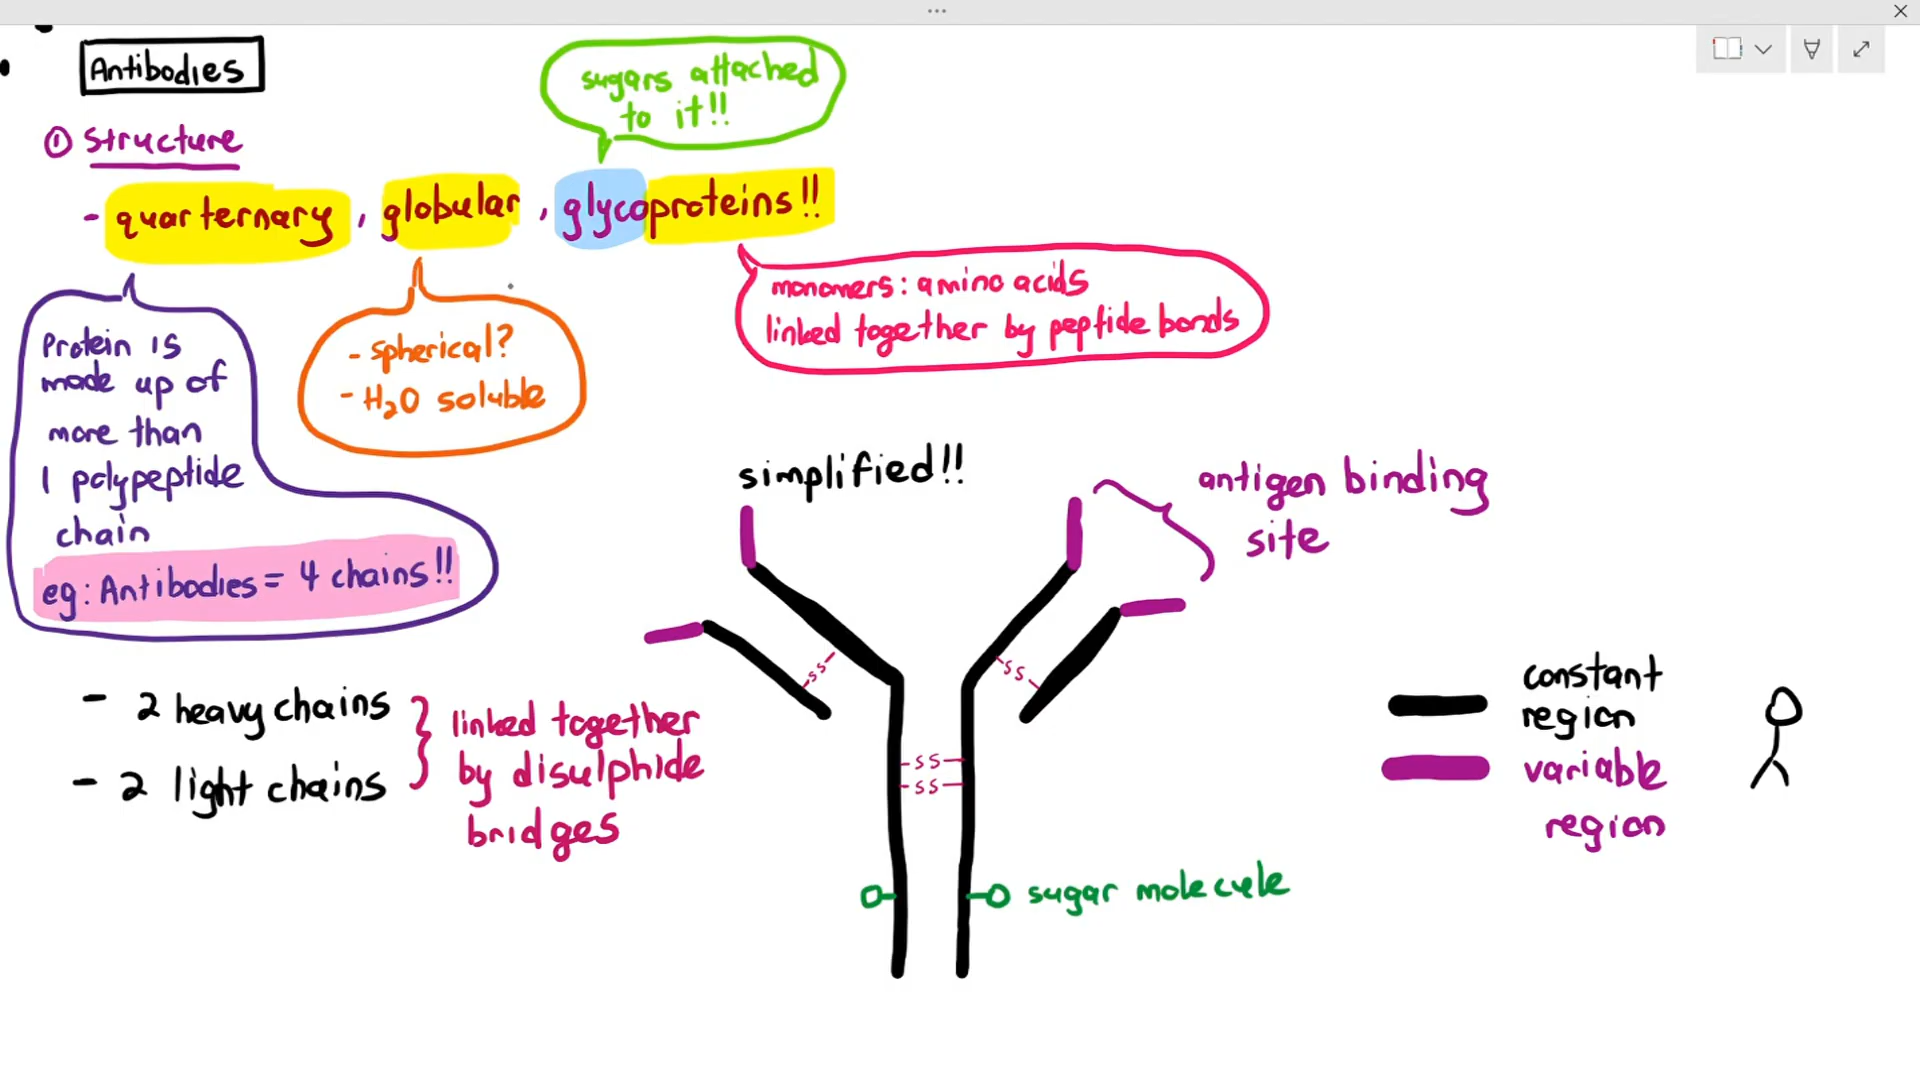 Antibodies
① Structure
- quarternary, globular, glycoproteins!!
sugars attached
to it!!
monomers: amino acids
linked together by peptide bonds
- spherical?
- H₂O soluble
Protein is
made up of
more than
1 polypeptide
chain
eg: Antibodies = 4 chains!!
- 2 heavy chains
- 2 light chains
linked together
by disulphide
bridges
simplified!!
antigen binding
site
ss
ss
-ss-
-ss-
sugar molecule
constant
region
variable
region